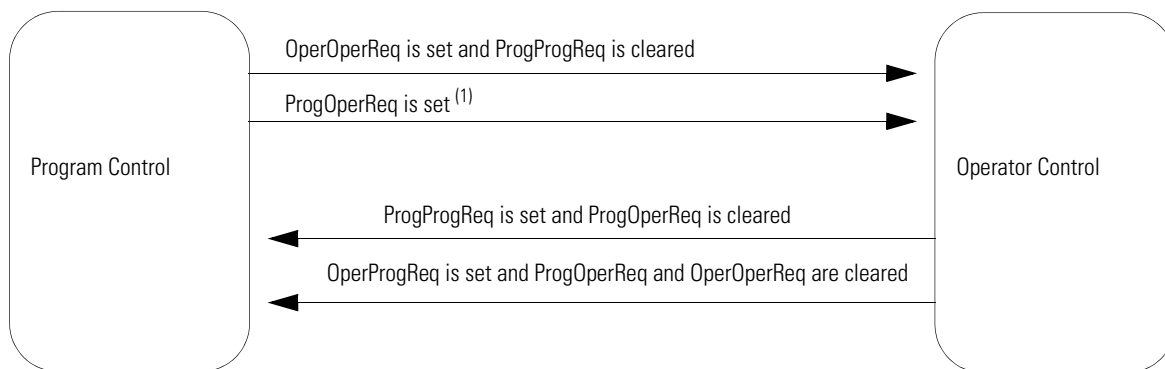 OperOperReq is set and ProgProgReq is cleared
ProgOperReq is set (1)
Program Control
Operator Control
ProgProgReq is set and ProgOperReq is cleared
OperProgReq is set and ProgOperReq and OperOperReq are cleared